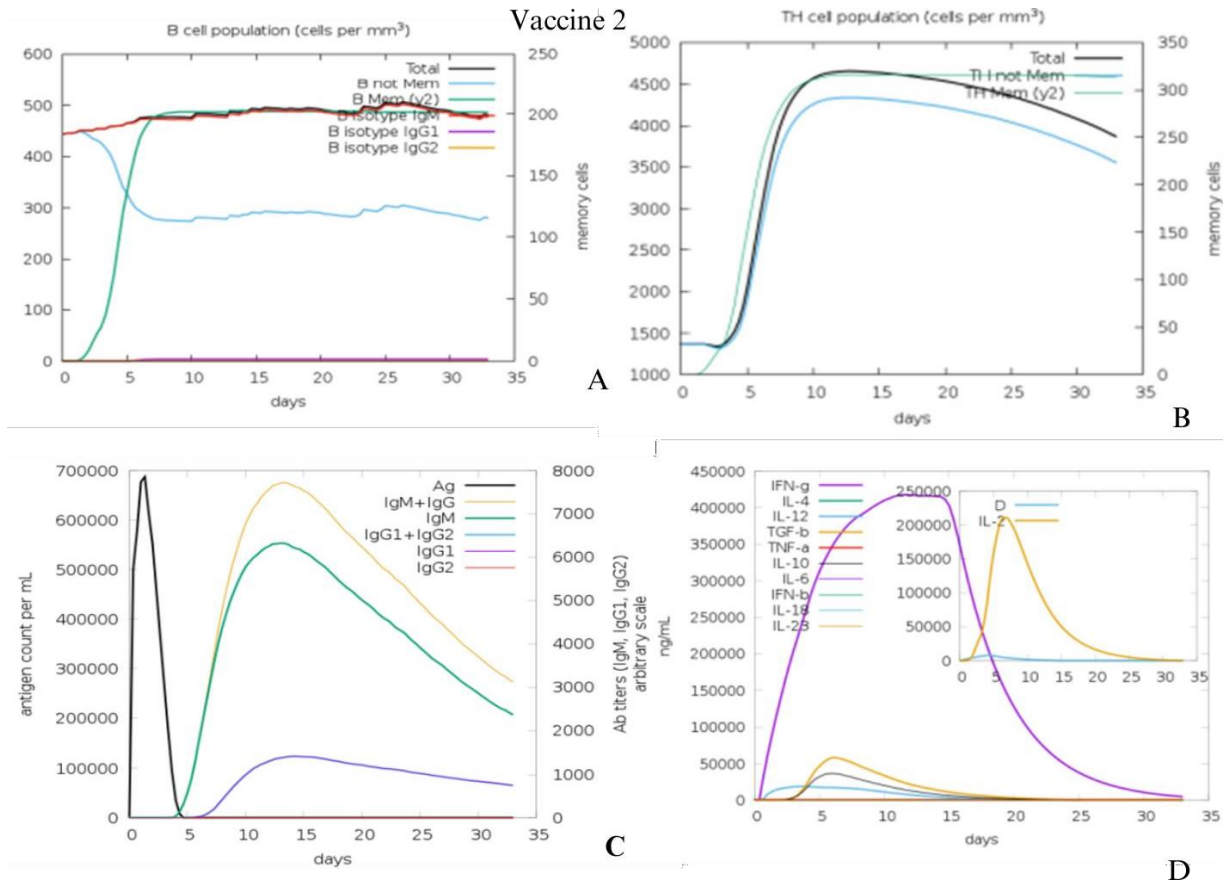 Vaccine 2
B cell population (cells per mm³)
600
500
400
300
200
100
0
250
200
150
100
50
0
Total
B not Mem
B Mem (y2)
B isotype IgM
B isotype IgG1
B isotype IgG2
memory cells
0 5 10 15 20 25 30 35
days
A
TH cell population (cells per mm³)
5000
4500
4000
3500
3000
2500
2000
1500
1000
350
300
250
200
150
100
50
0
Total
TH not Mem
TH Mem (y2)
memory cells
0 5 10 15 20 25 30 35
days
B
700000
600000
500000
400000
300000
200000
100000
0
antigen count per mL
8000
7000
6000
5000
4000
3000
2000
1000
0
Ab titers (IgM, IgG1, IgG2)
arbitrary scale
Ag
IgM+IgG
IgM
IgG1+IgG2
IgG1
IgG2
0 5 10 15 20 25 30 35
days
C
450000
400000
350000
300000
250000
200000
150000
100000
50000
0
ng/mL
IFN-g
IL-4
IL-12
TGF-b
TNF-a
IL-10
IL-6
IFN-b
IL-18
IL-23
250000
200000
150000
100000
50000
0
D
IL-2
0 5 10 15 20 25 30 35
0 5 10 15 20 25 30 35
days
D